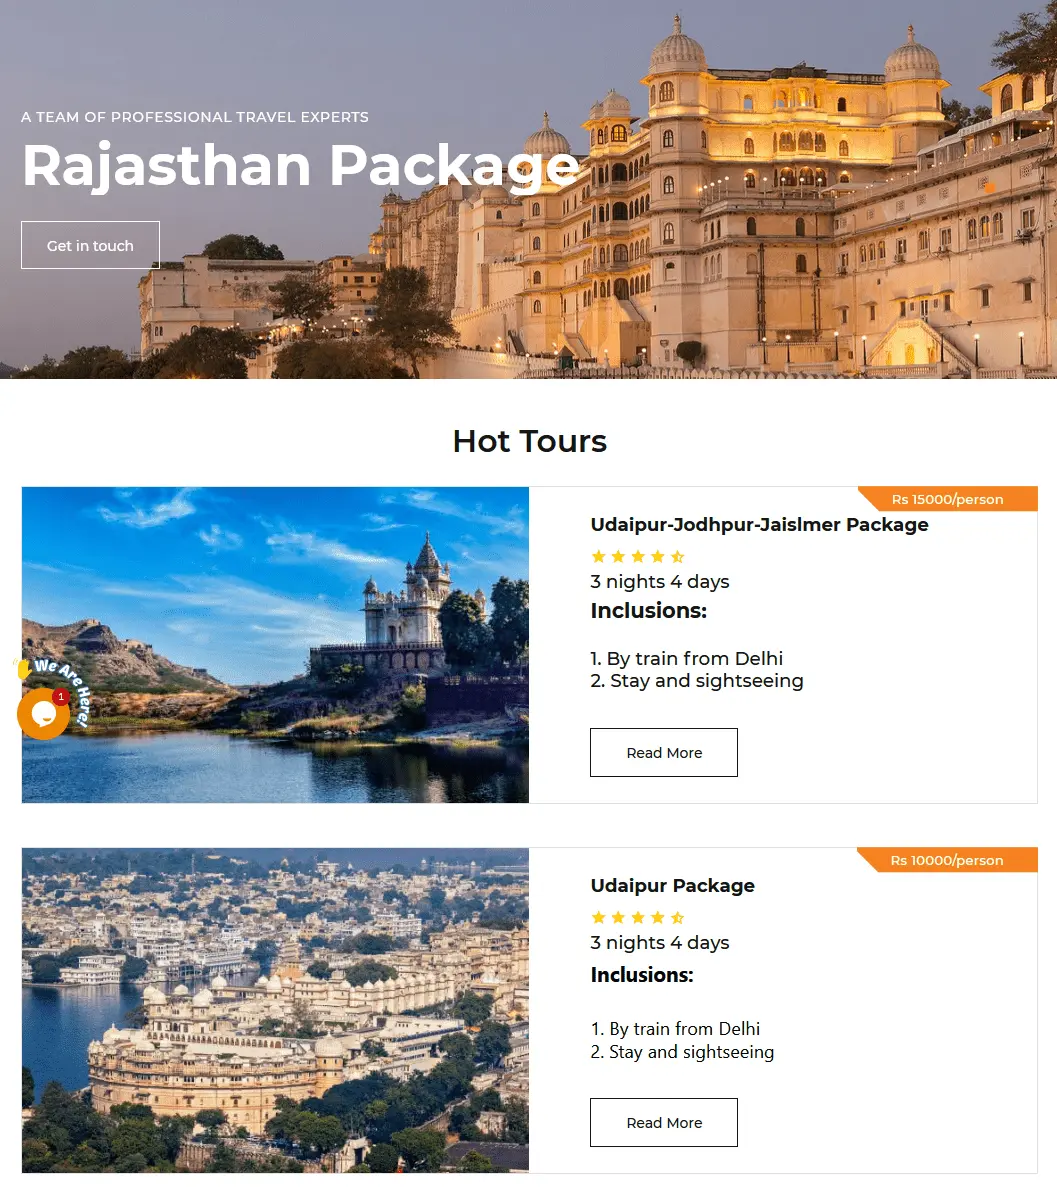 A TEAM OF PROFESSIONAL TRAVEL EXPERTS
Rajasthan Package
Get in touch
Hot Tours
Rs 15000/person
Udaipur-Jodhpur-Jaislmer Package
3 nights 4 days
Inclusions:
1. By train from Delhi
2. Stay and sightseeing
Read More
We Are Here!
1
Rs 10000/person
Udaipur Package
3 nights 4 days
Inclusions:
1. By train from Delhi
2. Stay and sightseeing
Read More